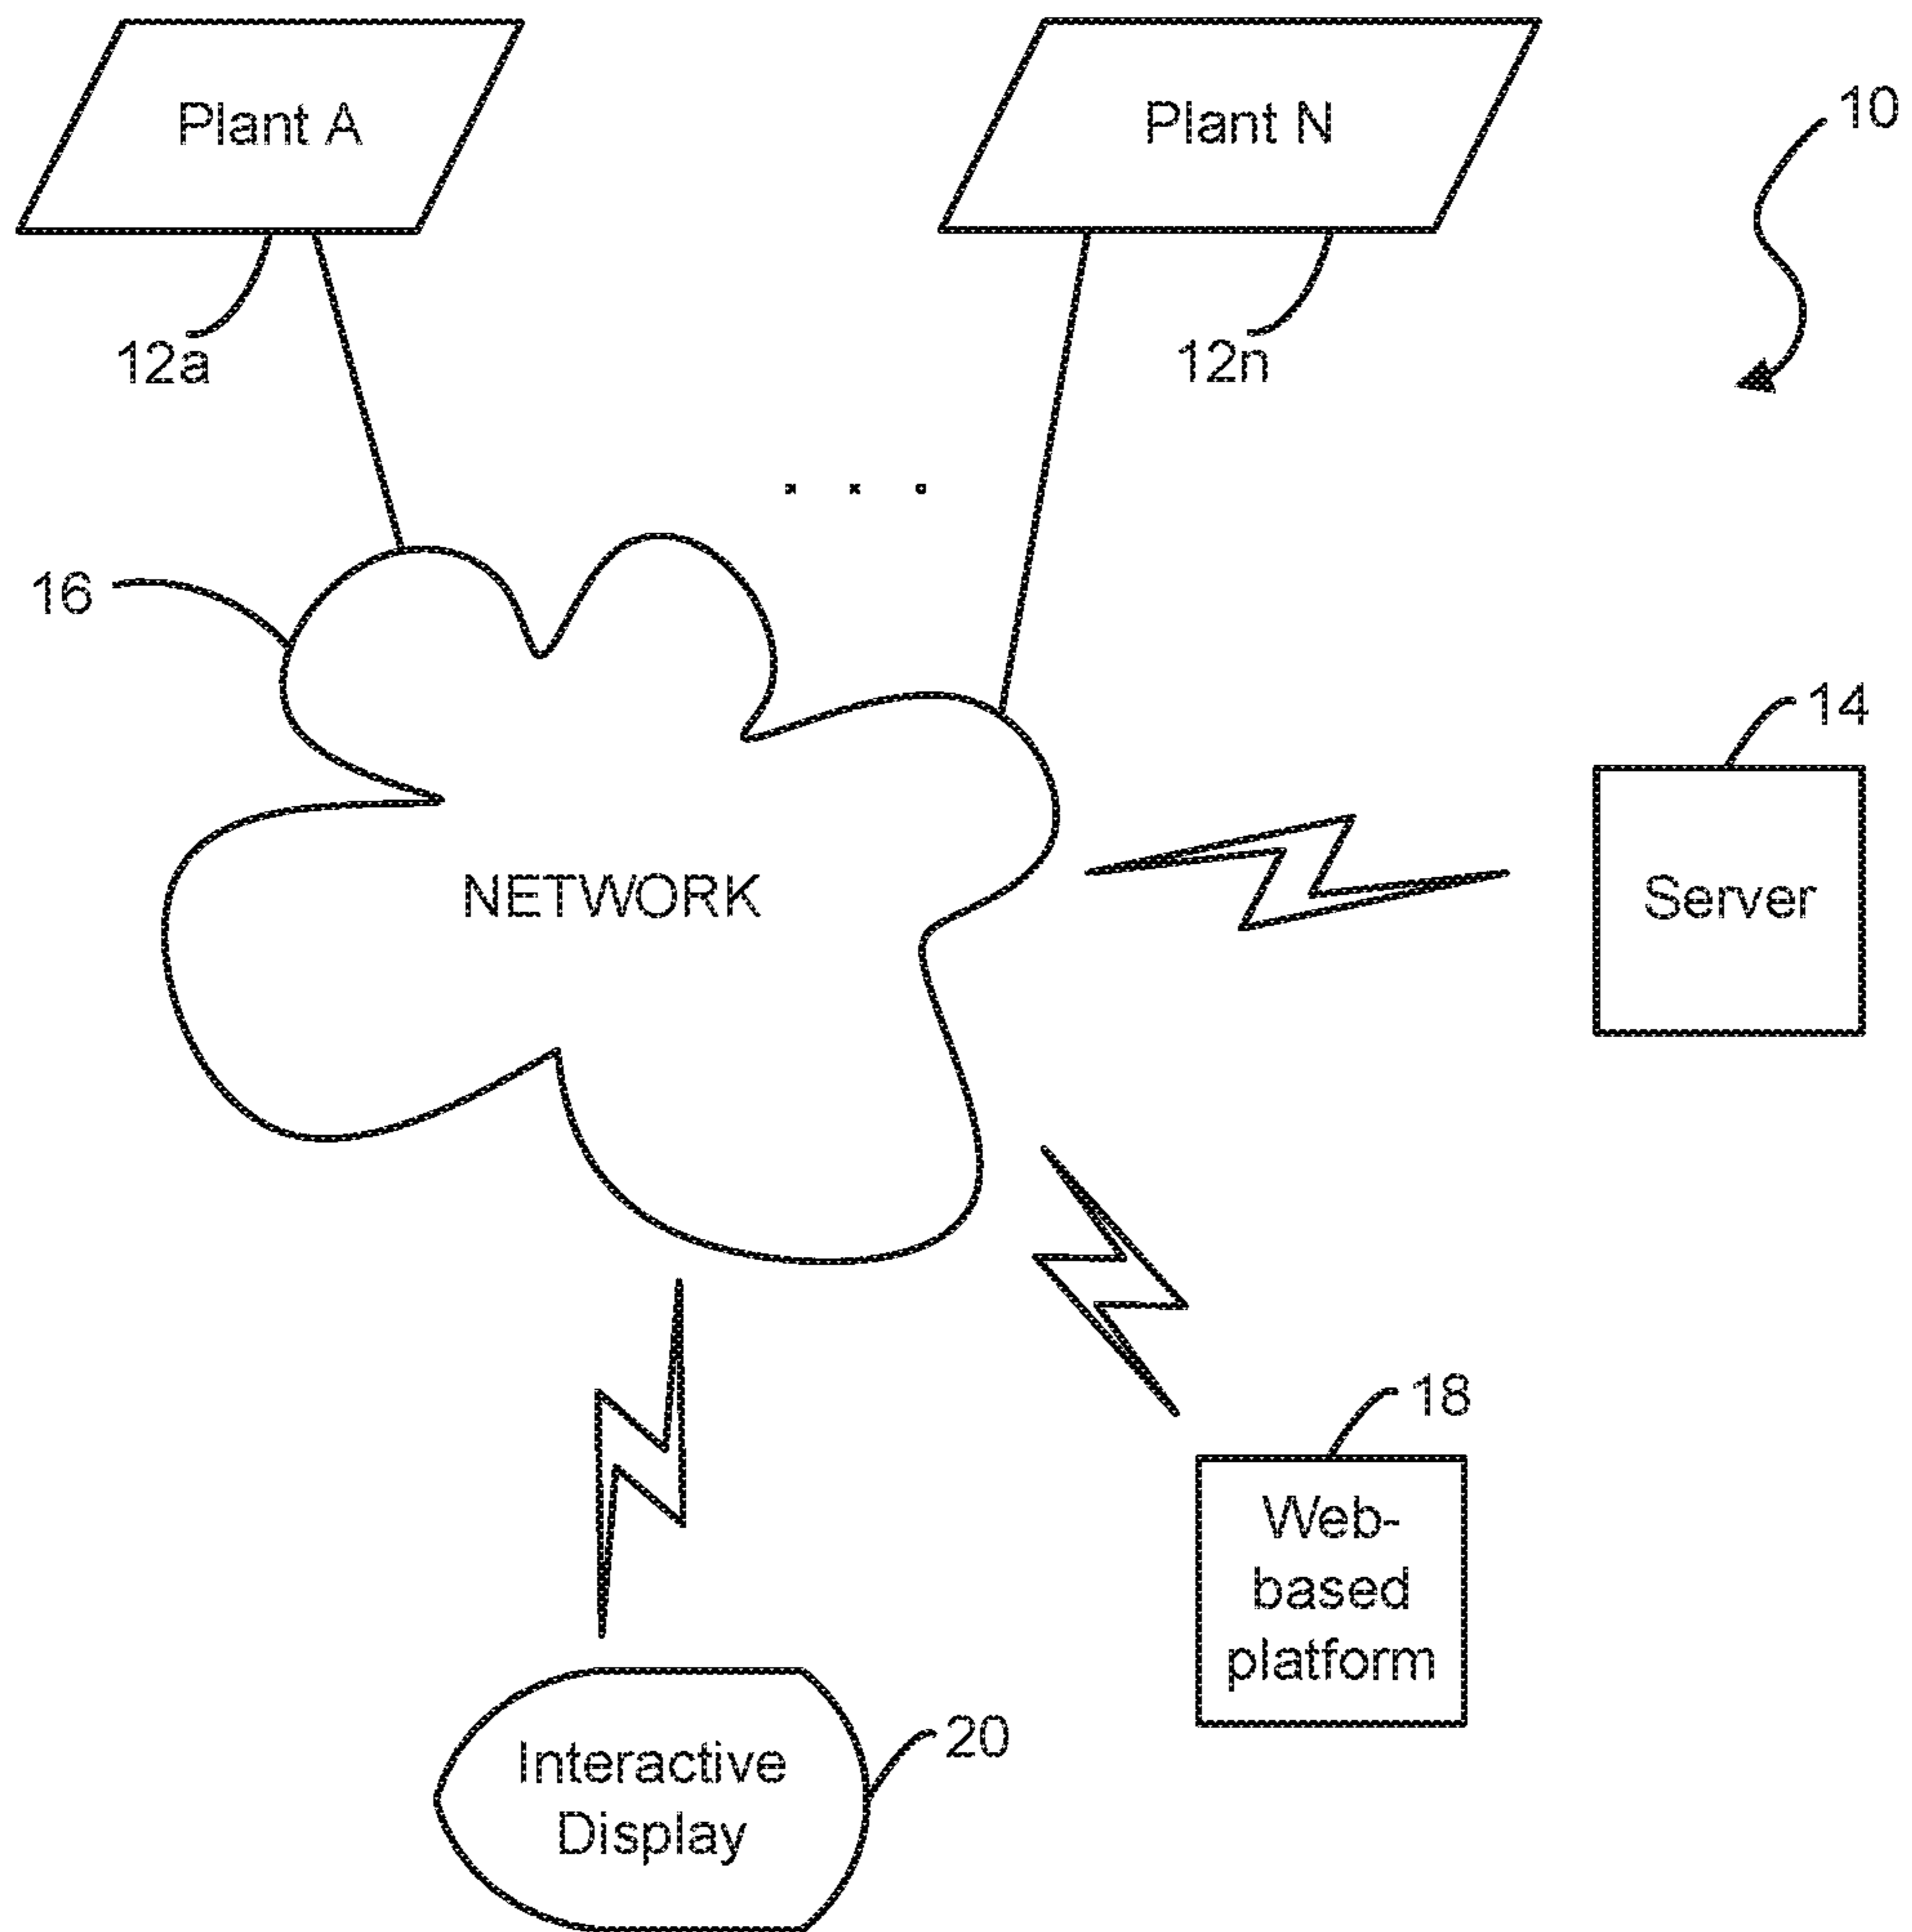 Plant A
Plant N
10
12a
12n
. . .
16
14
NETWORK
Server
18
Web-
based
platform
20
Interactive
Display